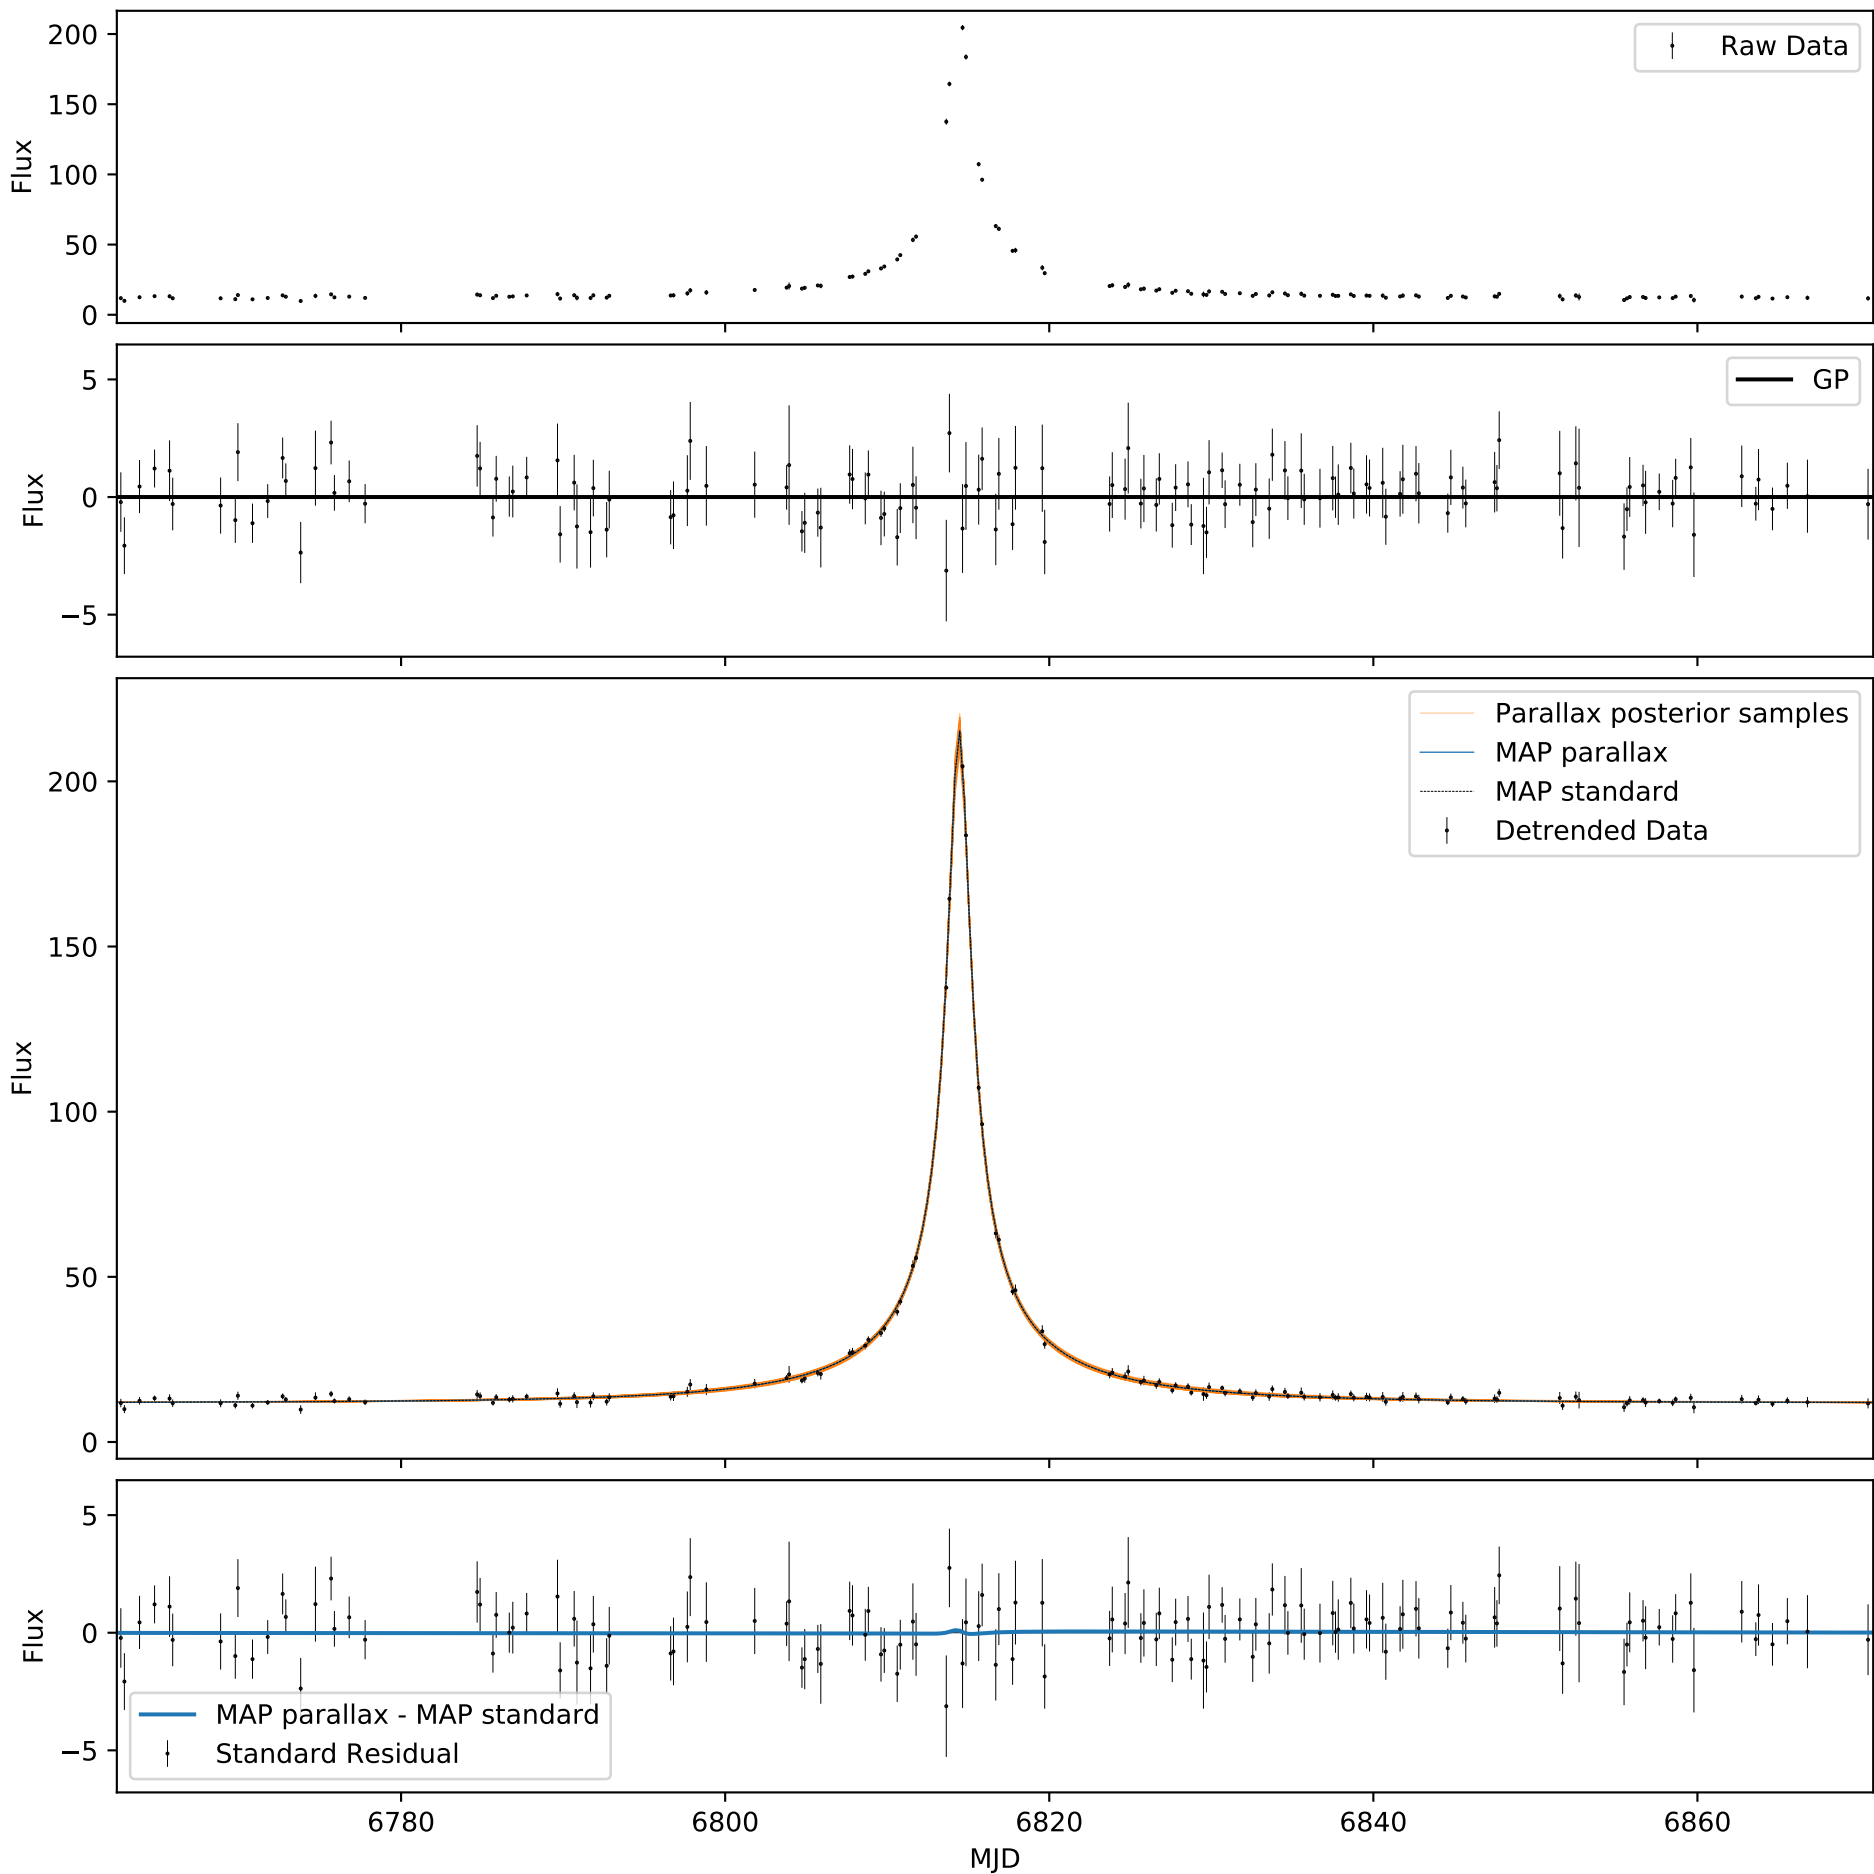 200
150
100
50
0
Flux
Raw Data
5
0
−5
Flux
GP
200
150
100
50
0
Flux
Parallax posterior samples
MAP parallax
MAP standard
Detrended Data
5
0
−5
Flux
MAP parallax - MAP standard
Standard Residual
6780 6800 6820 6840 6860
MJD